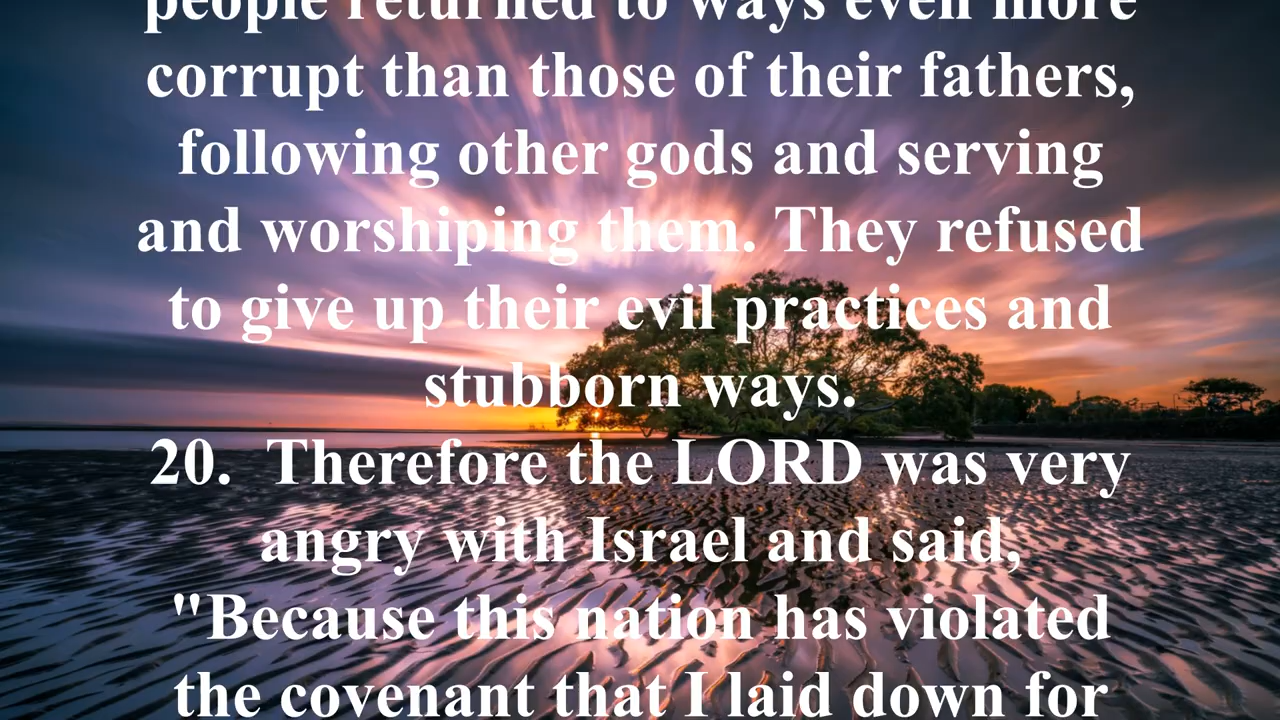 people returned to ways even more
corrupt than those of their fathers,
following other gods and serving
and worshiping them. They refused
to give up their evil practices and
stubborn ways.
20.  Therefore the LORD was very
angry with Israel and said,
"Because this nation has violated
the covenant that I laid down for